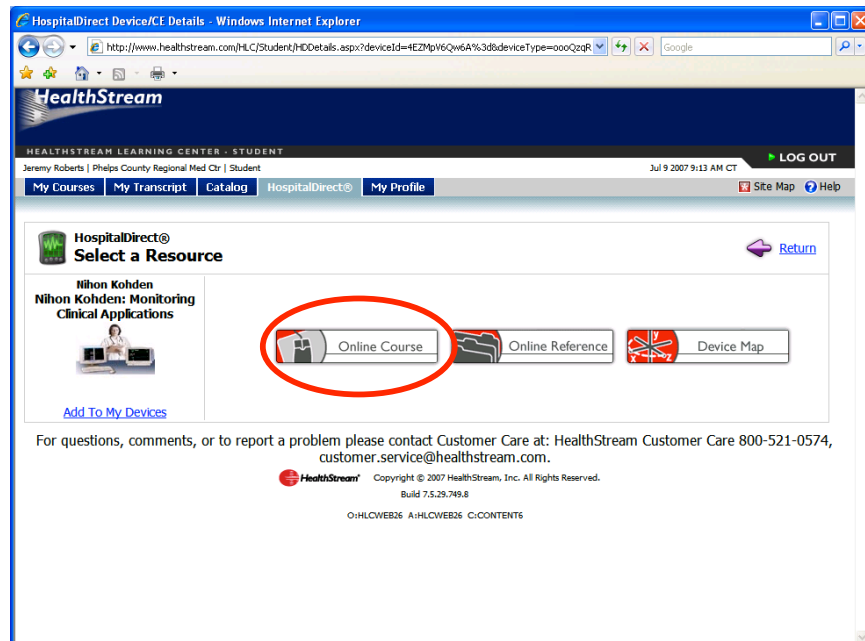 HospitalDirect Device/CE Details - Windows Internet Explorer
http://www.healthstream.com/HLC/Student/HDDetails.aspx?deviceId=4EZMpV6Qw6A%3d&deviceType=oooQzqR
Google
HealthStream
HEALTHSTREAM LEARNING CENTER - STUDENT
LOG OUT
Jeremy Roberts | Phelps County Regional Med Ctr | Student
Jul 9 2007 9:13 AM CT
My Courses My Transcript Catalog HospitalDirect® My Profile Site Map Help
HospitalDirect®
Select a Resource
Return
Nihon Kohden
Nihon Kohden: Monitoring
Clinical Applications
Online Course Online Reference Device Map
Add To My Devices
For questions, comments, or to report a problem please contact Customer Care at: HealthStream Customer Care 800-521-0574,
customer.service@healthstream.com.
HealthStream Copyright © 2007 HealthStream, Inc. All Rights Reserved.
Build 7.5.29.749.8
O:HLCWEB26 A:HLCWEB26 C:CONTENT6